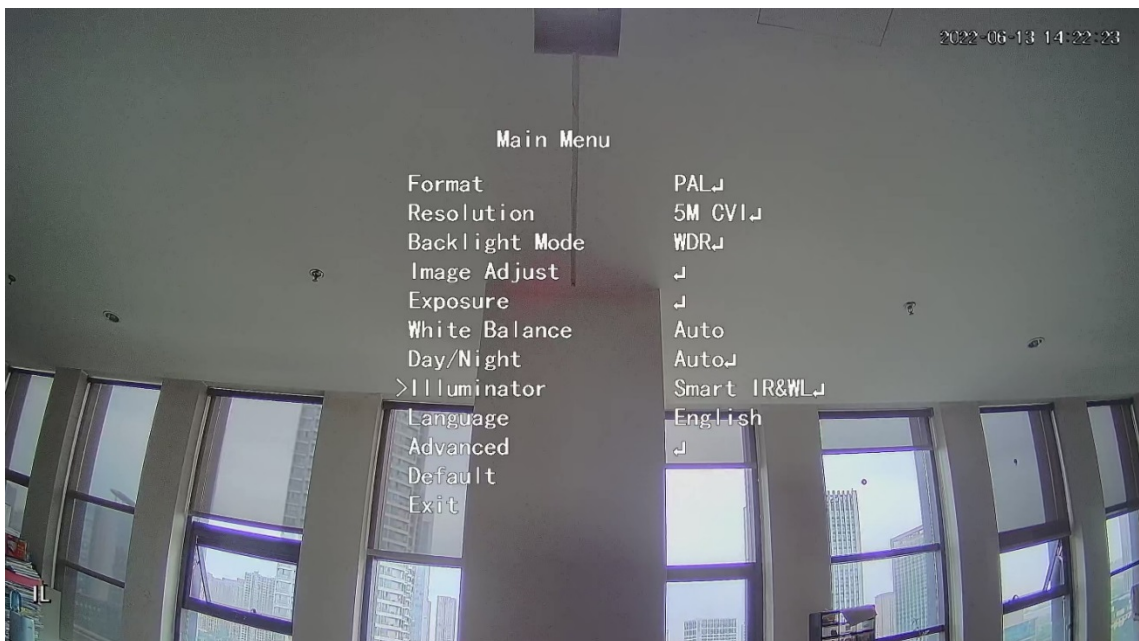 2022-06-13 14:22:23
Main Menu
Format PAL↲
Resolution 5M CVI↲
Backlight Mode WDR↲
Image Adjust ↲
Exposure ↲
White Balance Auto
Day/Night Auto↲
>Illuminator Smart IR&WL↲
Language English
Advanced ↲
Default
Exit
IL